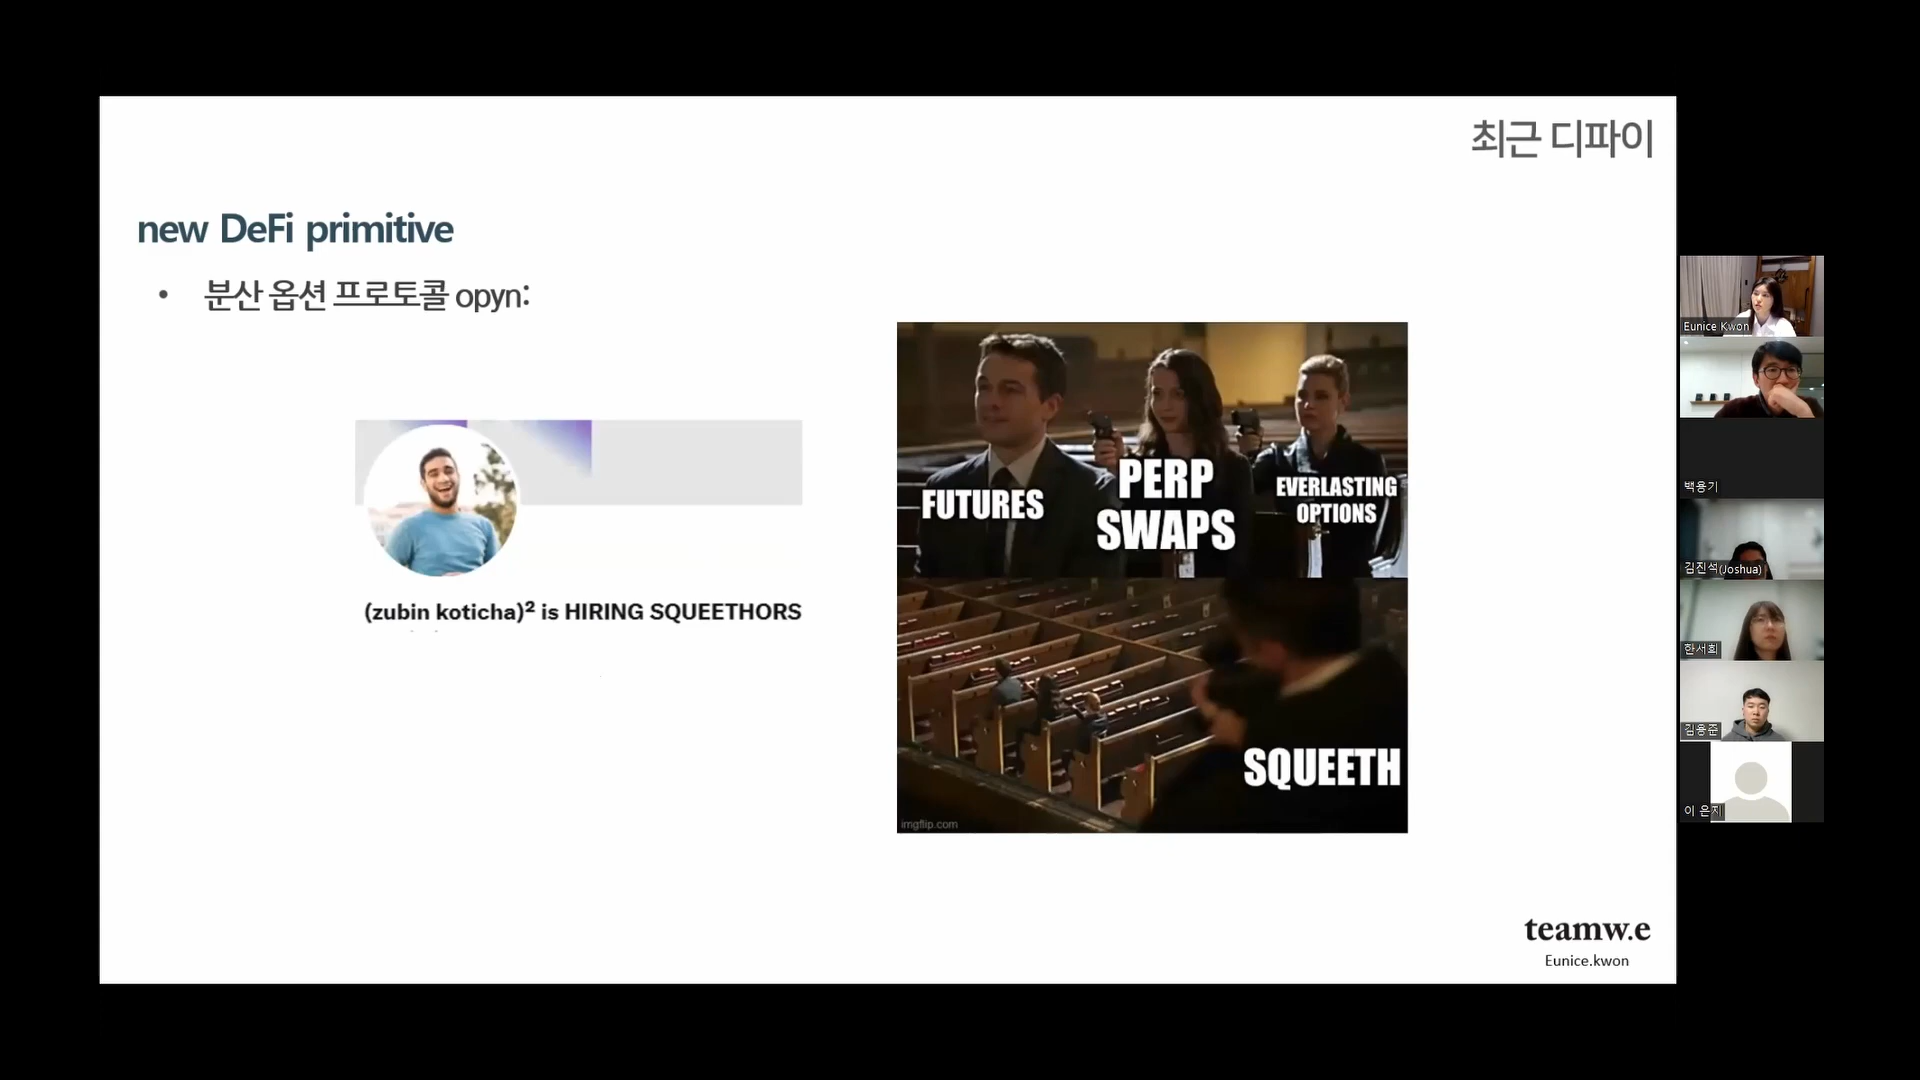 최근 디파이
new DeFi primitive
• 분산 옵션 프로토콜 opyn:
(zubin koticha)² is HIRING SQUEETHORS
FUTURES
PERP
SWAPS
EVERLASTING
OPTIONS
SQUEETH
imgflip.com
teamw.e
Eunice.kwon
Eunice Kwon
백용기
김진석(Joshua)
한서희
김용준
이 은지